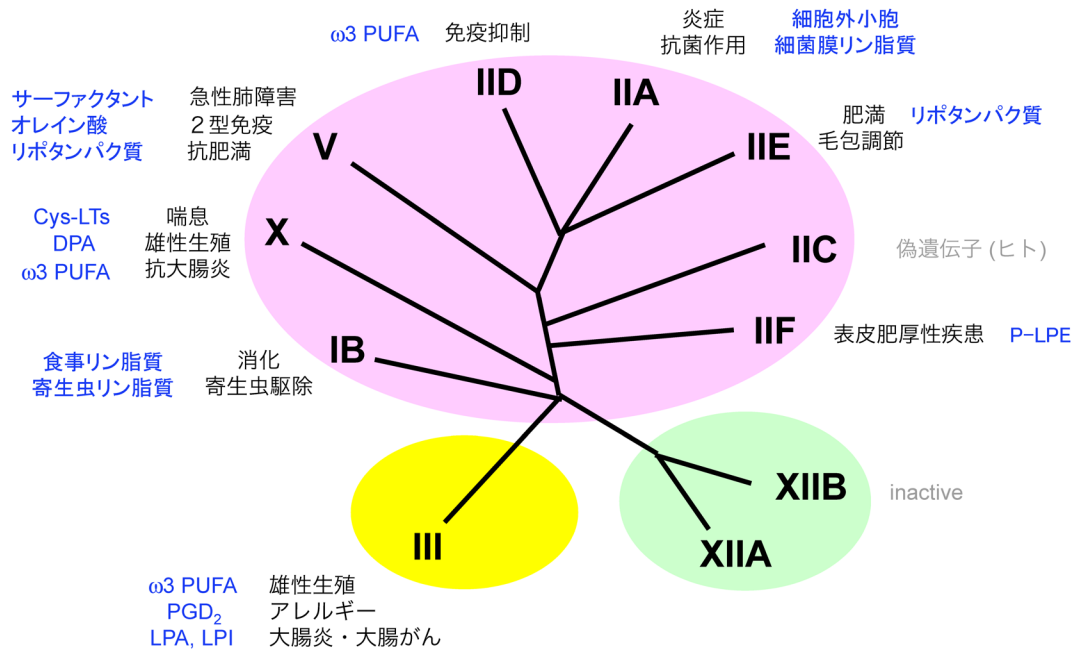 ω3 PUFA 免疫抑制
炎症 細胞外小胞
抗菌作用 細菌膜リン脂質
IID
IIA
サーファクタント 急性肺障害
オレイン酸 2型免疫
リポタンパク質 抗肥満
V
肥満 リポタンパク質
毛包調節
IIE
Cys-LTs 喘息
DPA 雄性生殖
ω3 PUFA 抗大腸炎
X
IIC
偽遺伝子 (ヒト)
IIF
表皮肥厚性疾患 P−LPE
IB
食事リン脂質 消化
寄生虫リン脂質 寄生虫駆除
XIIB
inactive
III
XIIA
ω3 PUFA 雄性生殖
PGD₂ アレルギー
LPA, LPI 大腸炎・大腸がん